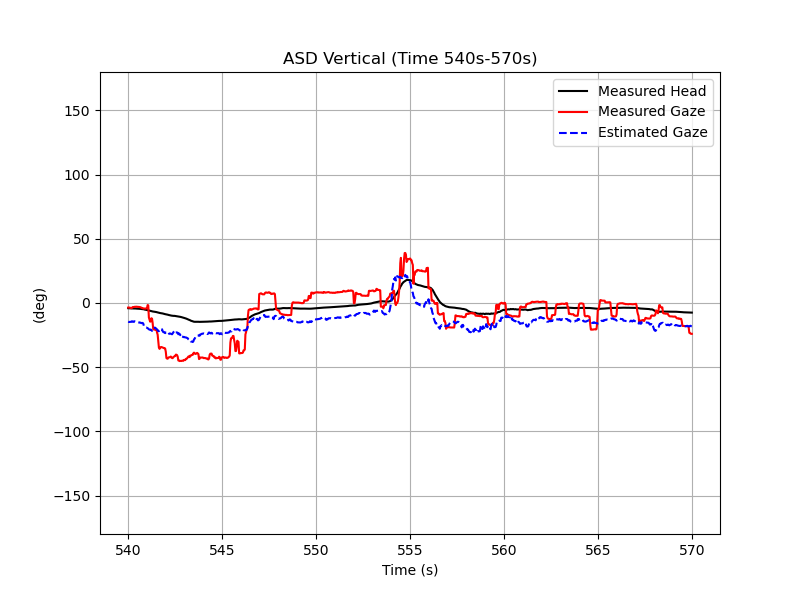 ASD Vertical (Time 540s-570s)
Measured Head
Measured Gaze
Estimated Gaze
150
100
50
0
−50
−100
−150
(deg)
540 545 550 555 560 565 570
Time (s)